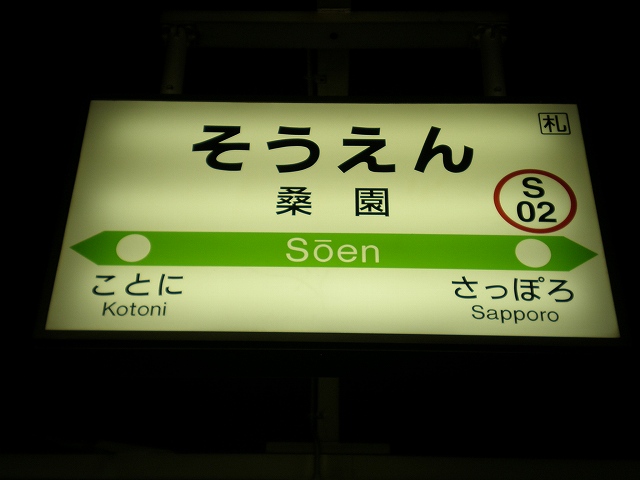 札
そうえん
桑園
S
02
Sōen
ことに
Kotoni
さっぽろ
Sapporo